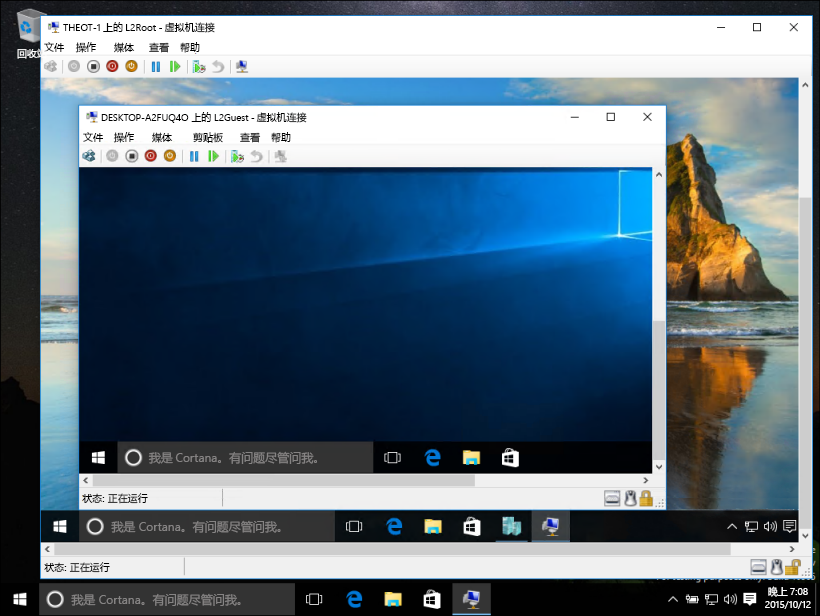 回收站
THEOT-1 上的 L2Root - 虚拟机连接
文件 操作 媒体 查看 帮助
DESKTOP-A2FUQ4O 上的 L2Guest - 虚拟机连接
文件 操作 媒体 剪贴板 查看 帮助
我是 Cortana。有问题尽管问我。
状态: 正在运行
我是 Cortana。有问题尽管问我。
状态: 正在运行
我是 Cortana。有问题尽管问我。
晚上 7:08
2015/10/12